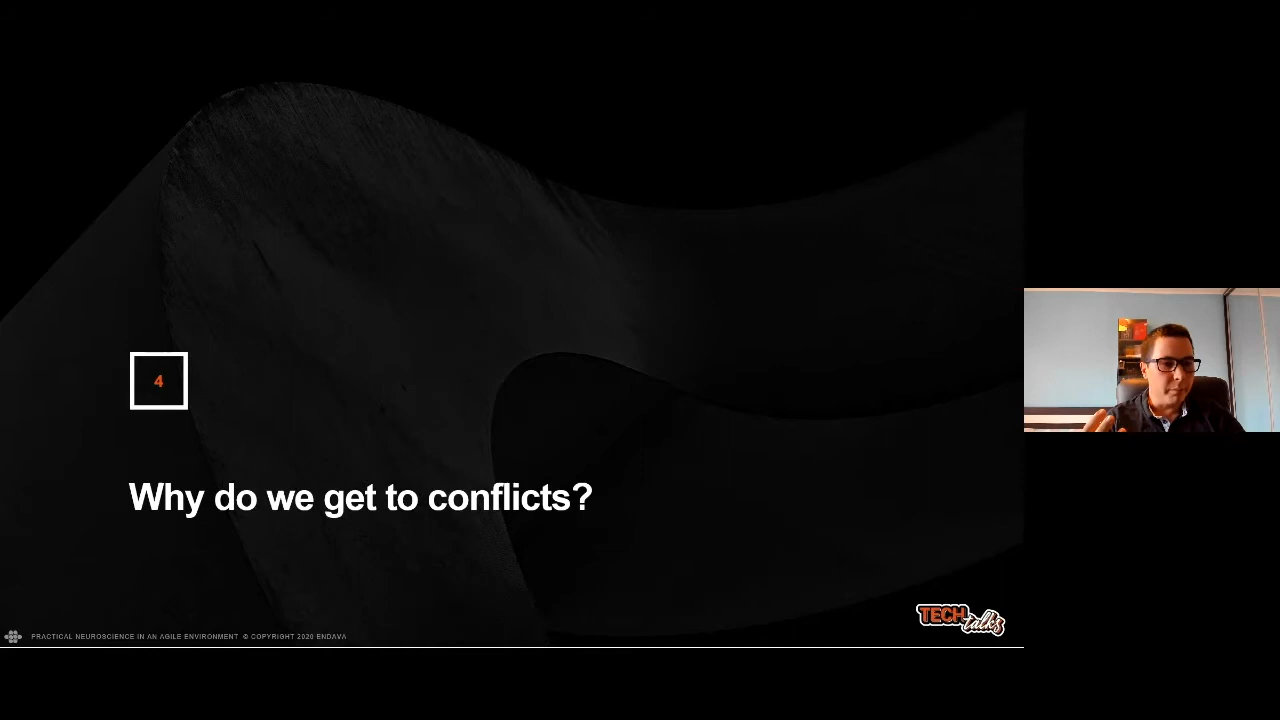 4
Why do we get to conflicts?
PRACTICAL NEUROSCIENCE IN AN AGILE ENVIRONMENT © COPYRIGHT 2020 ENDAVA
TECH
talks